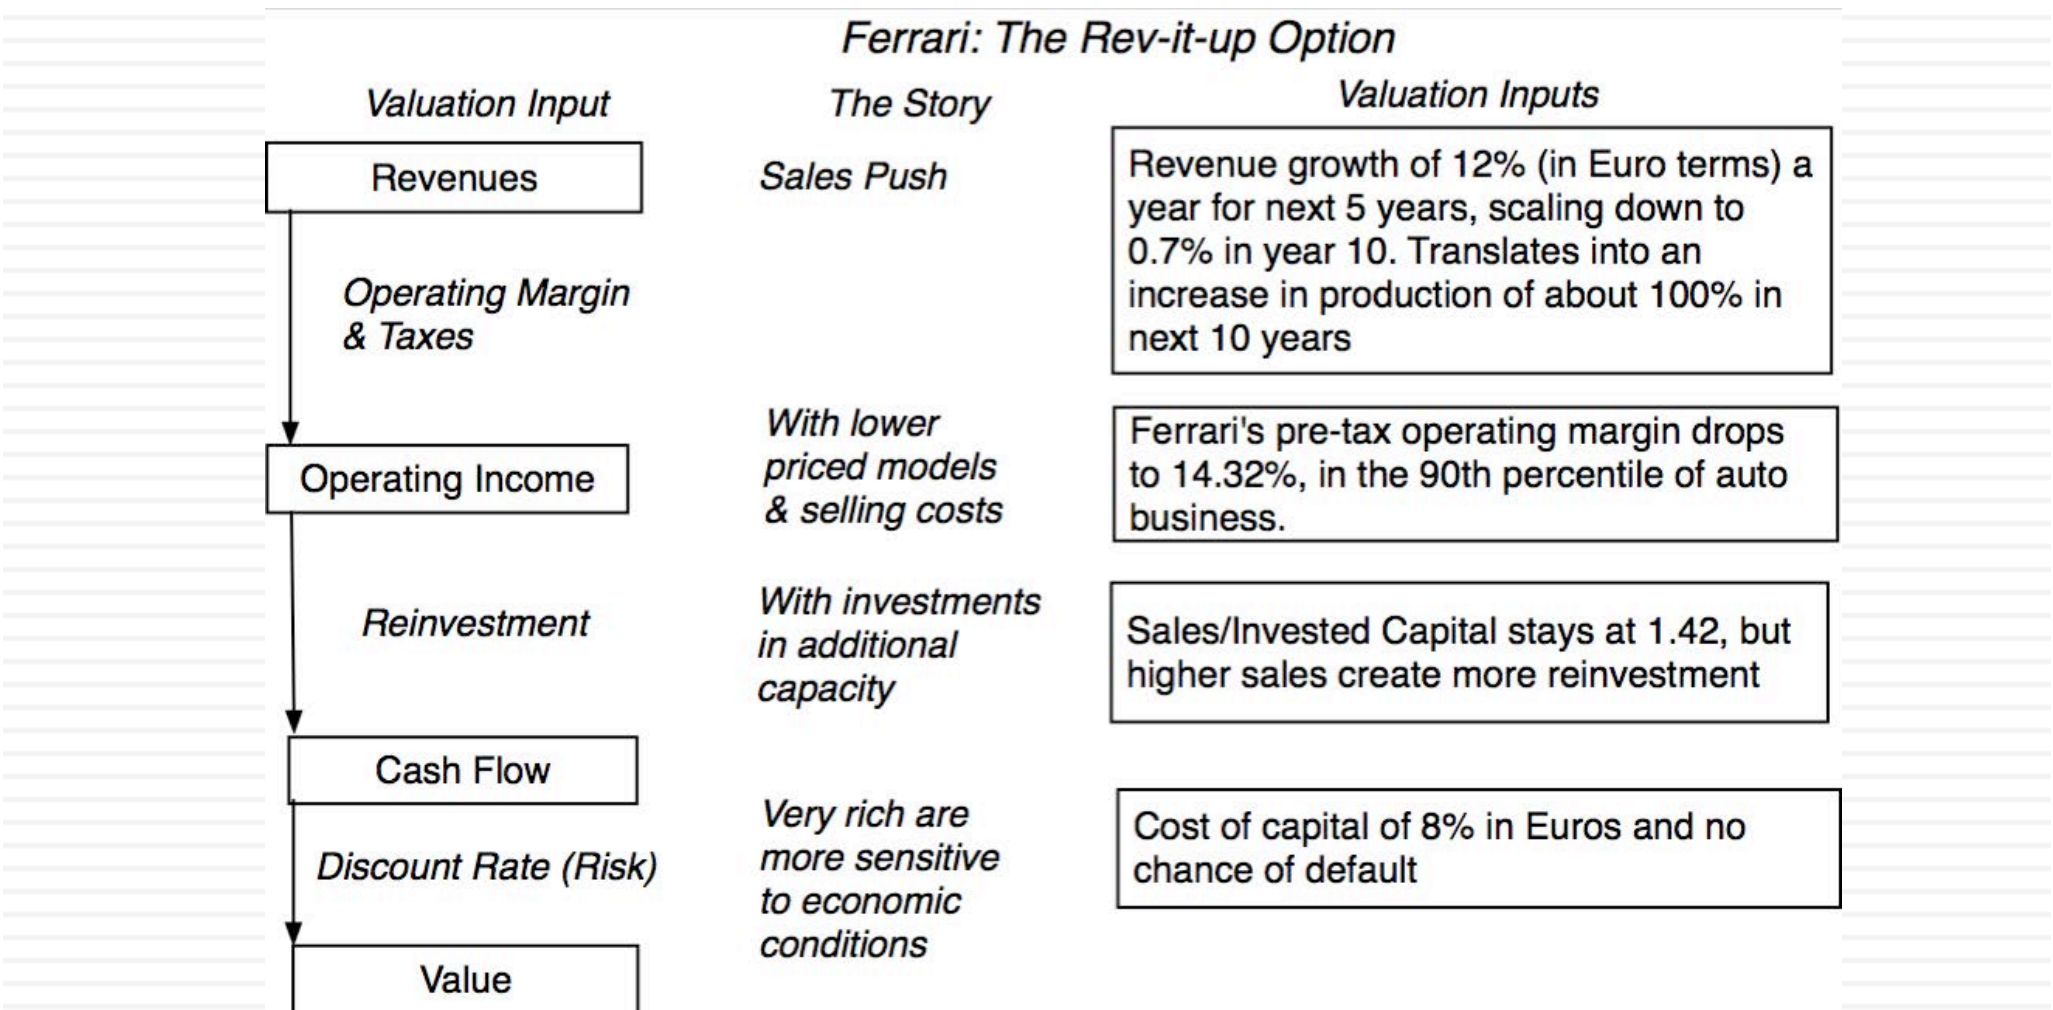 Ferrari: The Rev-it-up Option
Valuation Input
The Story
Valuation Inputs
Revenues
Sales Push
Revenue growth of 12% (in Euro terms) a
year for next 5 years, scaling down to
0.7% in year 10. Translates into an
increase in production of about 100% in
next 10 years
Operating Margin
& Taxes
Operating Income
With lower
priced models
& selling costs
Ferrari's pre-tax operating margin drops
to 14.32%, in the 90th percentile of auto
business.
Reinvestment
With investments
in additional
capacity
Sales/Invested Capital stays at 1.42, but
higher sales create more reinvestment
Cash Flow
Discount Rate (Risk)
Very rich are
more sensitive
to economic
conditions
Cost of capital of 8% in Euros and no
chance of default
Value